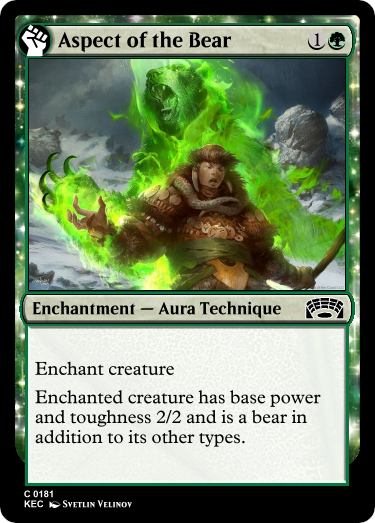 Aspect of the Bear 1
Enchantment — Aura Technique
Enchant creature
Enchanted creature has base power
and toughness 2/2 and is a bear in
addition to its other types.
C 0181
KEC Svetlin Velinov